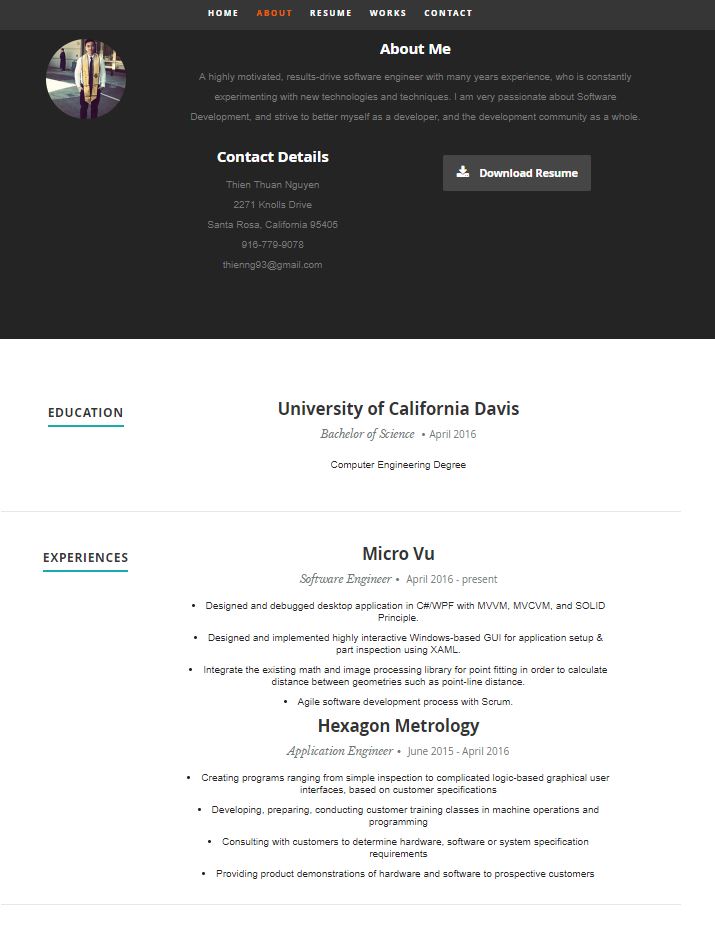 HOME ABOUT RESUME WORKS CONTACT
About Me
A highly motivated, results-drive software engineer with many years experience, who is constantly
experimenting with new technologies and techniques. I am very passionate about Software
Development, and strive to better myself as a developer, and the development community as a whole.
Contact Details
Download Resume
Thien Thuan Nguyen
2271 Knolls Drive
Santa Rosa, California 95405
916-779-9078
thienng93@gmail.com
EDUCATION
University of California Davis
Bachelor of Science • April 2016
Computer Engineering Degree
EXPERIENCES
Micro Vu
Software Engineer • April 2016 - present
• Designed and debugged desktop application in C#/WPF with MVVM, MVCVM, and SOLID
Principle.
• Designed and implemented highly interactive Windows-based GUI for application setup &
part inspection using XAML.
• Integrate the existing math and image processing library for point fitting in order to calculate
distance between geometries such as point-line distance.
• Agile software development process with Scrum.
Hexagon Metrology
Application Engineer • June 2015 - April 2016
• Creating programs ranging from simple inspection to complicated logic-based graphical user
interfaces, based on customer specifications
• Developing, preparing, conducting customer training classes in machine operations and
programming
• Consulting with customers to determine hardware, software or system specification
requirements
• Providing product demonstrations of hardware and software to prospective customers